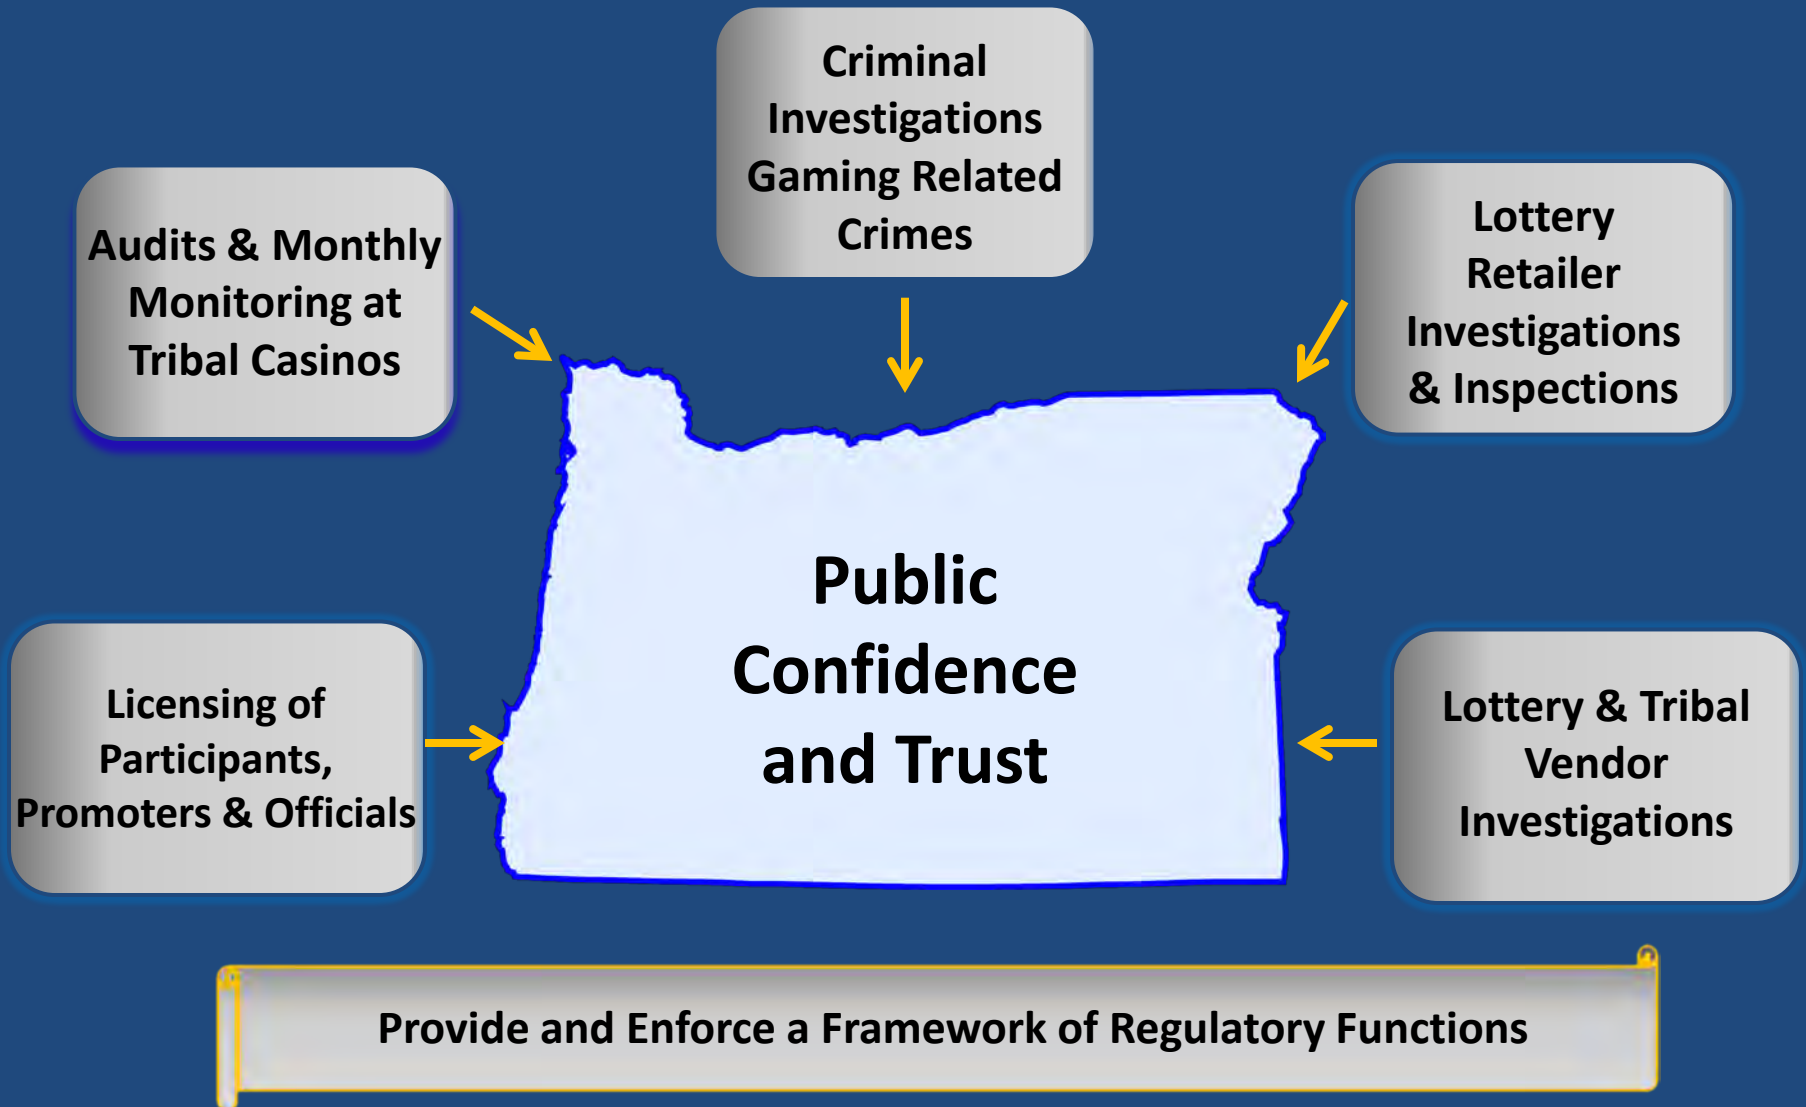 Criminal
Investigations
Gaming Related
Crimes
Audits & Monthly
Monitoring at
Tribal Casinos
Lottery
Retailer
Investigations
& Inspections
Public
Confidence
and Trust
Licensing of
Participants,
Promoters & Officials
Lottery & Tribal
Vendor
Investigations
Provide and Enforce a Framework of Regulatory Functions